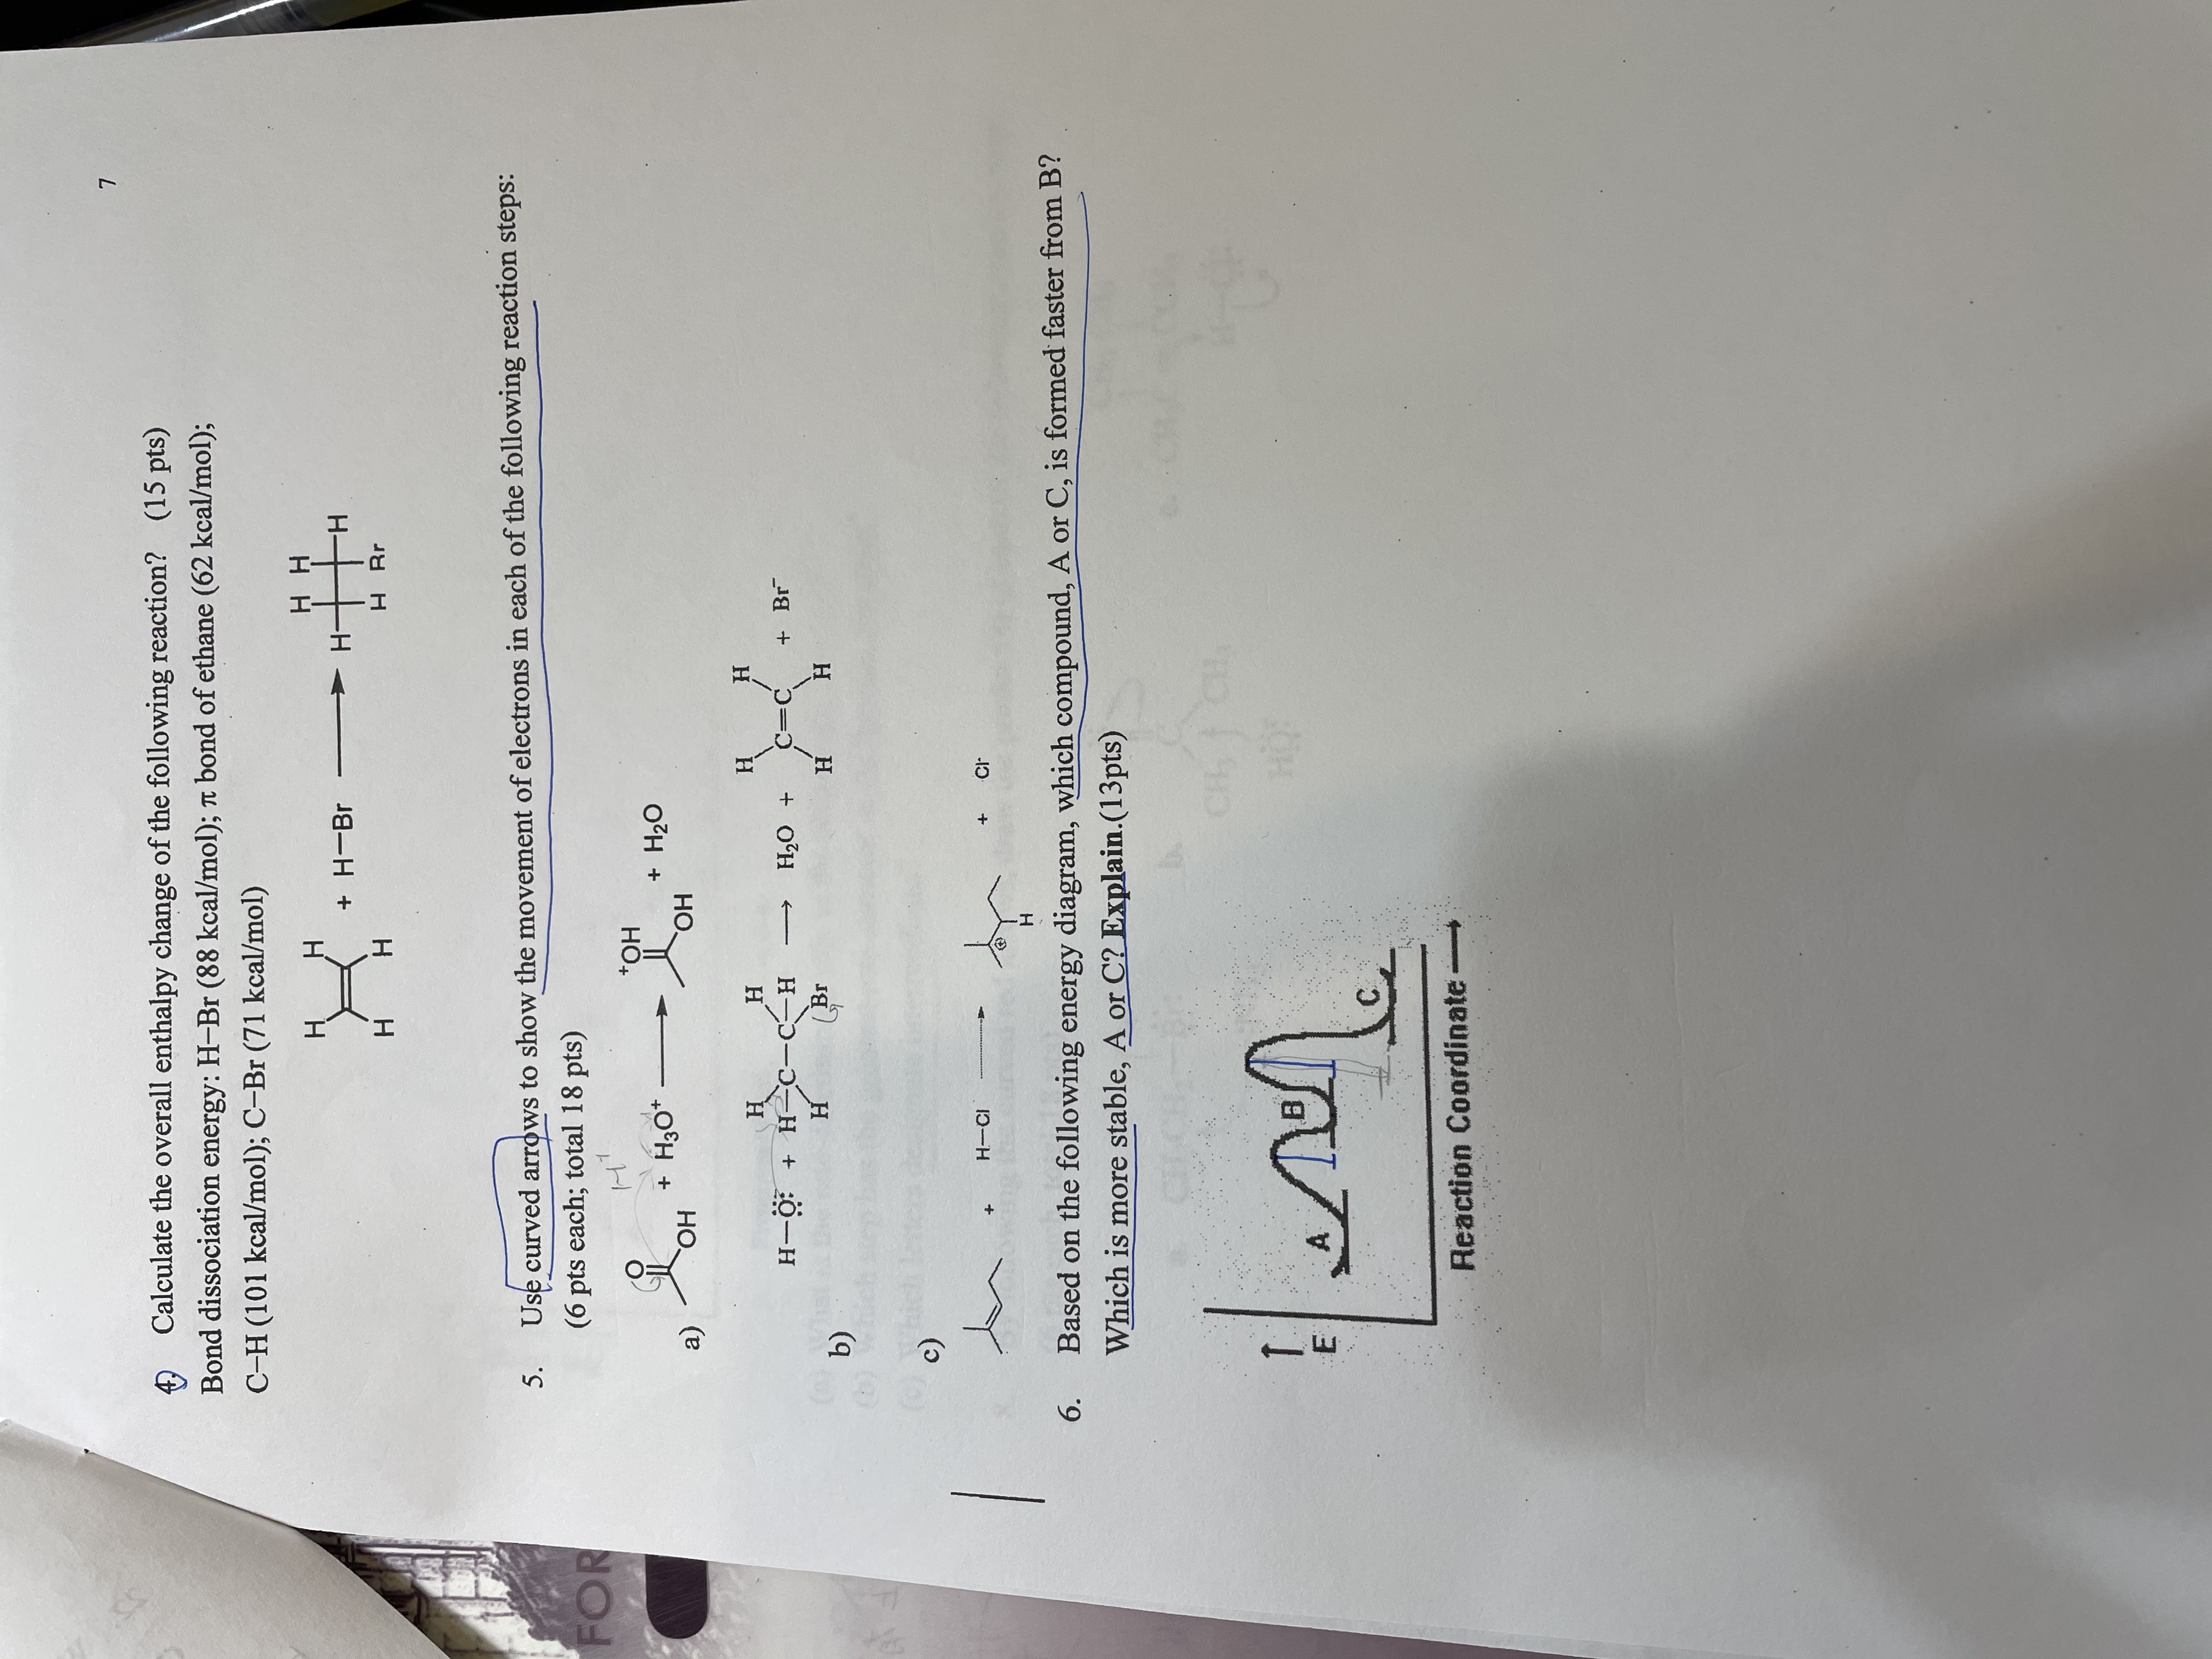 7
4. Calculate the overall enthalpy change of the following reaction? (15 pts)
Bond dissociation energy: H–Br (88 kcal/mol); π bond of ethane (62 kcal/mol);
C–H (101 kcal/mol); C–Br (71 kcal/mol)
H H H H
+ H–Br H H
H H H Br
5. Use curved arrows to show the movement of electrons in each of the following reaction steps:
(6 pts each; total 18 pts)
FOR
H⁺
O ⁺OH
+ H₃O⁺ + H₂O
a) OH OH
H H H H
H–Ö: + H–C–C–H ⟶ H₂O + C=C + Br⁻
H Br H H
b)
c)
+ H–Cl ⊕ + Cl⁻
H
6. Based on the following energy diagram, which compound, A or C, is formed faster from B?
Which is more stable, A or C? Explain.(13pts)
↑
E
A
B
C
Reaction Coordinate ⟶